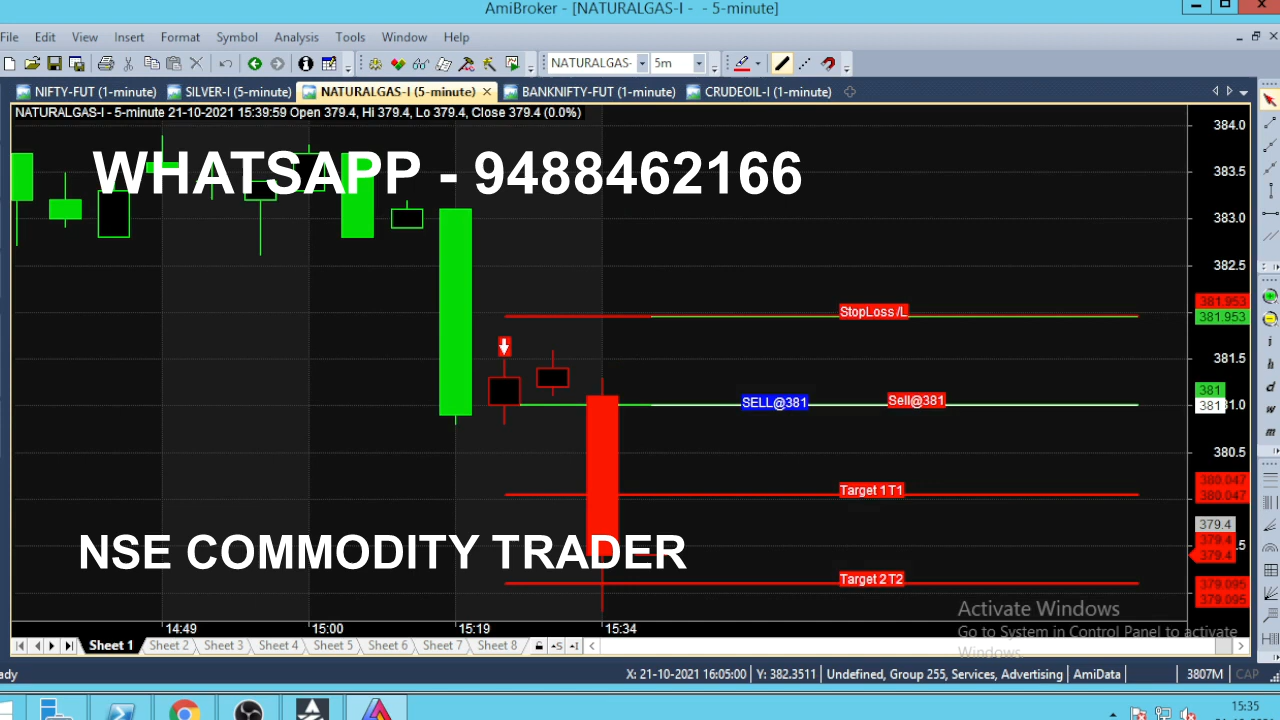 AmiBroker - [NATURALGAS-I - - 5-minute]
File Edit View Insert Format Symbol Analysis Tools Window Help
NATURALGAS- 5m
NIFTY-FUT (1-minute) SILVER-I (5-minute) NATURALGAS-I (5-minute) BANKNIFTY-FUT (1-minute) CRUDEOIL-I (1-minute)
NATURALGAS-I - 5-minute 21-10-2021 15:39:59 Open 379.4, Hi 379.4, Lo 379.4, Close 379.4 (0.0%)
384.0
WHATSAPP - 9488462166
383.5
383.0
382.5
381.953
StopLoss /L
381.953
381.5
381
SELL@381 Sell@381
381
380.5
380.047
Target 1 T1
380.047
379.4
379.4
NSE COMMODITY TRADER
379.4
Target 2 T2
379.095
379.095
Activate Windows
Go to System in Control Panel to activate
Windows.
14:49 15:00 15:19 15:34
Sheet 1 Sheet 2 Sheet 3 Sheet 4 Sheet 5 Sheet 6 Sheet 7 Sheet 8
ady X: 21-10-2021 16:05:00 Y: 382.3511 Undefined, Group 255, Services, Advertising AmiData 3807M CAP
15:35